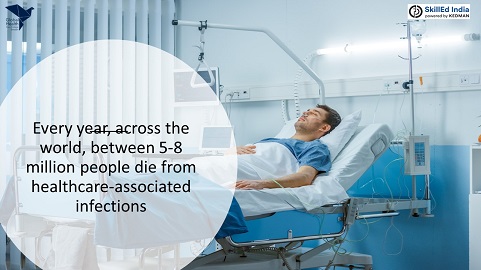 SkillEd India
powered by KEDMAN
Every year, across the
world, between 5-8
million people die from
healthcare-associated
infections